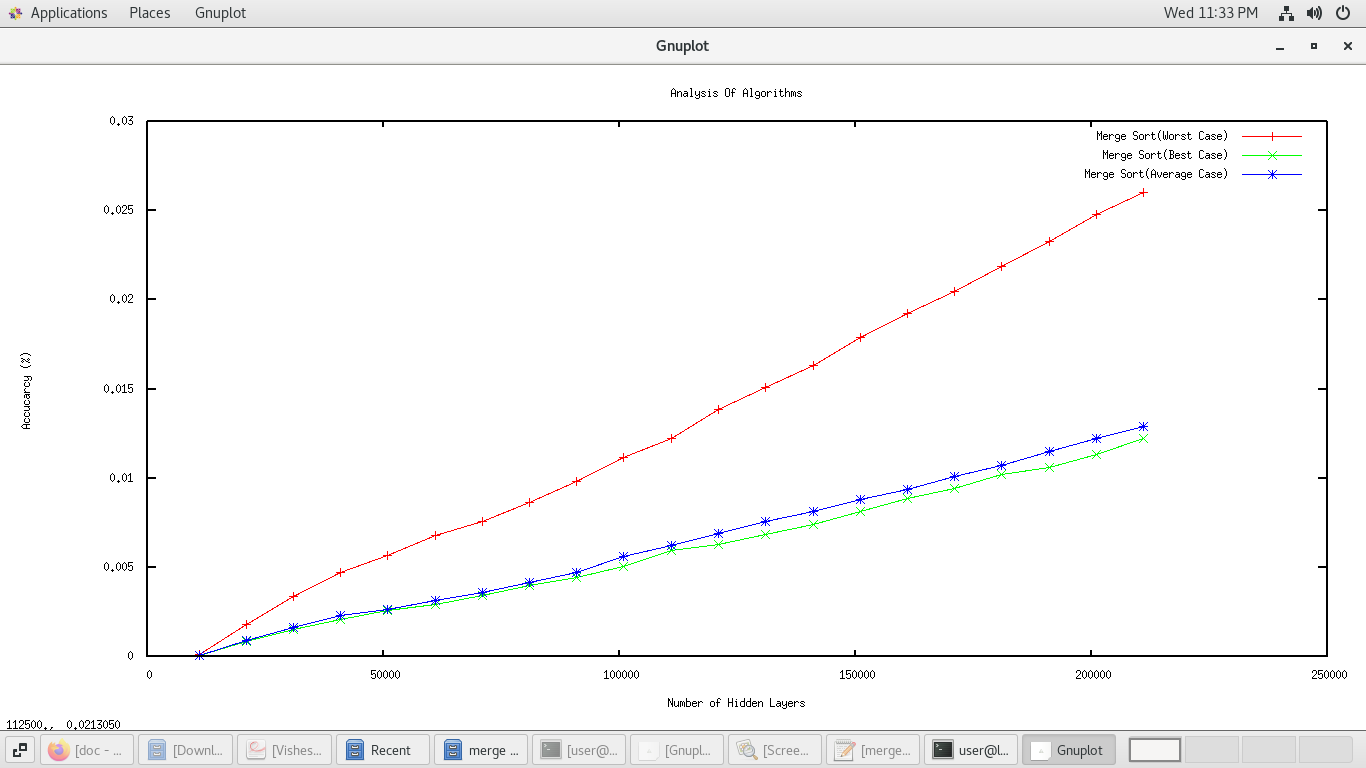 Applications Places Gnuplot Wed 11:33 PM
Gnuplot
Analysis Of Algorithms
Merge Sort(Worst Case)
Merge Sort(Best Case)
Merge Sort(Average Case)
0.03
0.025
0.02
0.015
0.01
0.005
0
Accucarcy (%)
0 50000 100000 150000 200000 250000
Number of Hidden Layers
112500., 0.0213050
[doc - ... [Downl... [Vishes... Recent merge ... [user@... [Gnupl... [Scree... [merge... user@l... Gnuplot